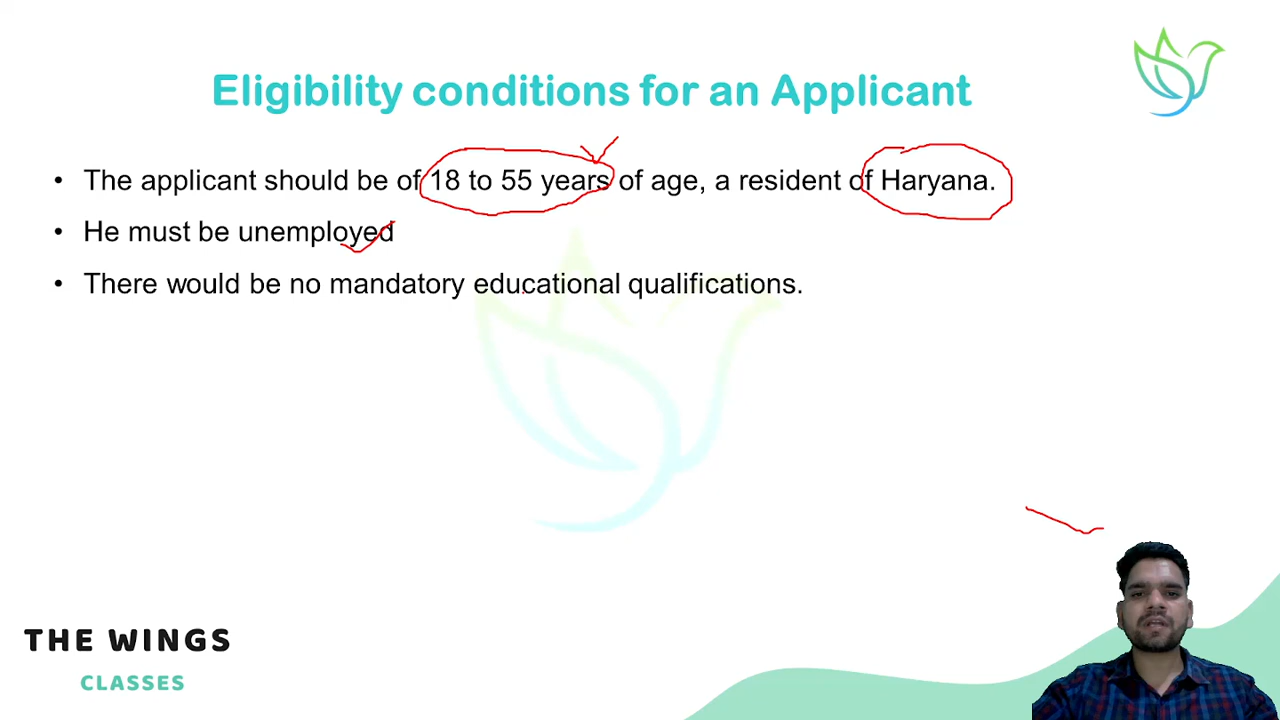 Eligibility conditions for an Applicant
• The applicant should be of 18 to 55 years of age, a resident of Haryana.
• He must be unemployed
• There would be no mandatory educational qualifications.
THE WINGS
CLASSES